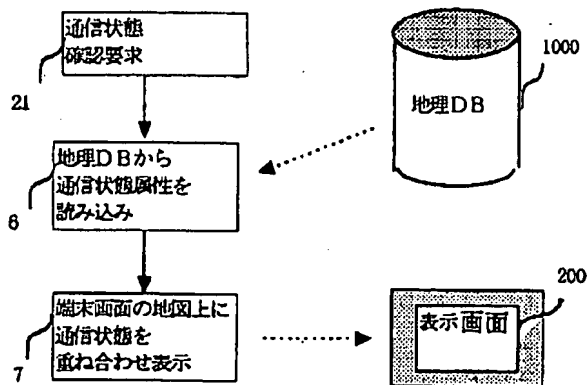 通信状態
確認要求
21
地理DB
1000
地理DBから
通信状態属性を
読み込み
6
端末画面の地図上に
通信状態を
重ね合わせ表示
7
表示画面
200